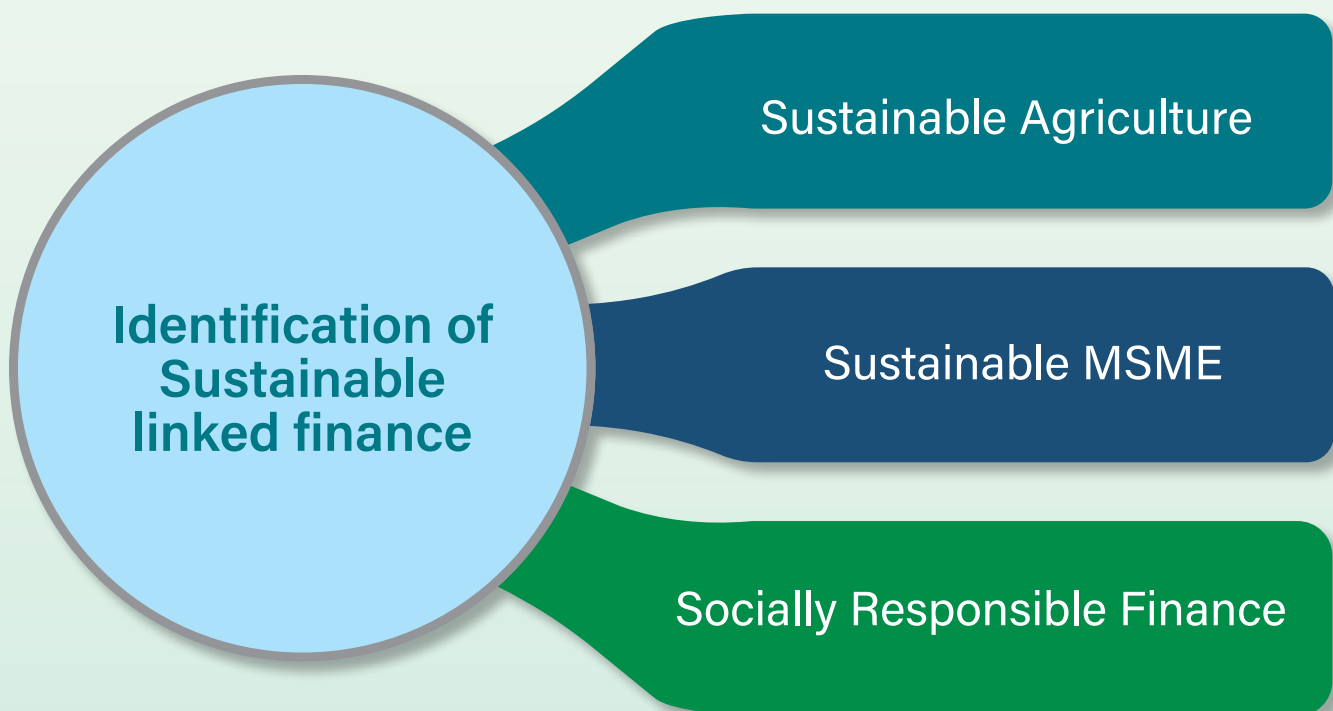 Identification of
Sustainable
linked finance
Sustainable Agriculture
Sustainable MSME
Socially Responsible Finance